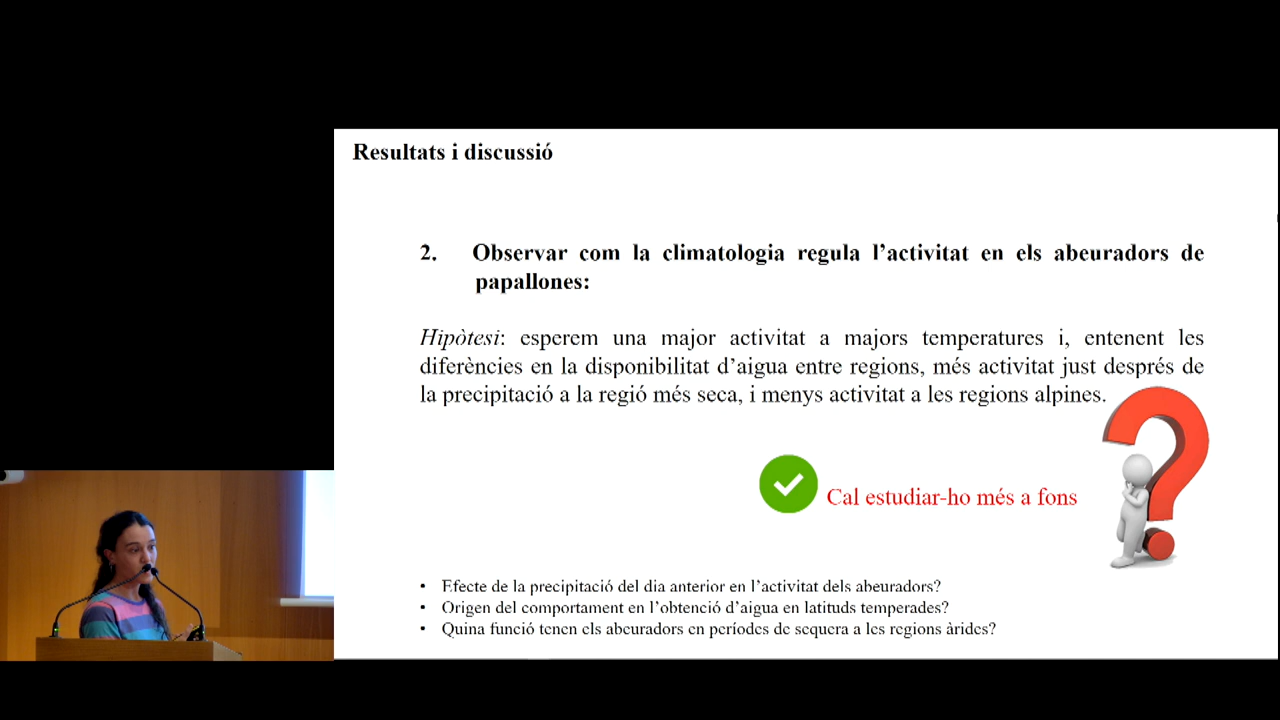 Resultats i discussió
2. Observar com la climatologia regula l'activitat en els abeuradors de
papallones:
Hipòtesi: esperem una major activitat a majors temperatures i, entenent les
diferències en la disponibilitat d'aigua entre regions, més activitat just després de
la precipitació a la regió més seca, i menys activitat a les regions alpines.
Cal estudiar-ho més a fons
• Efecte de la precipitació del dia anterior en l'activitat dels abeuradors?
• Origen del comportament en l'obtenció d'aigua en latituds temperades?
• Quina funció tenen els abeuradors en períodes de sequera a les regions àrides?